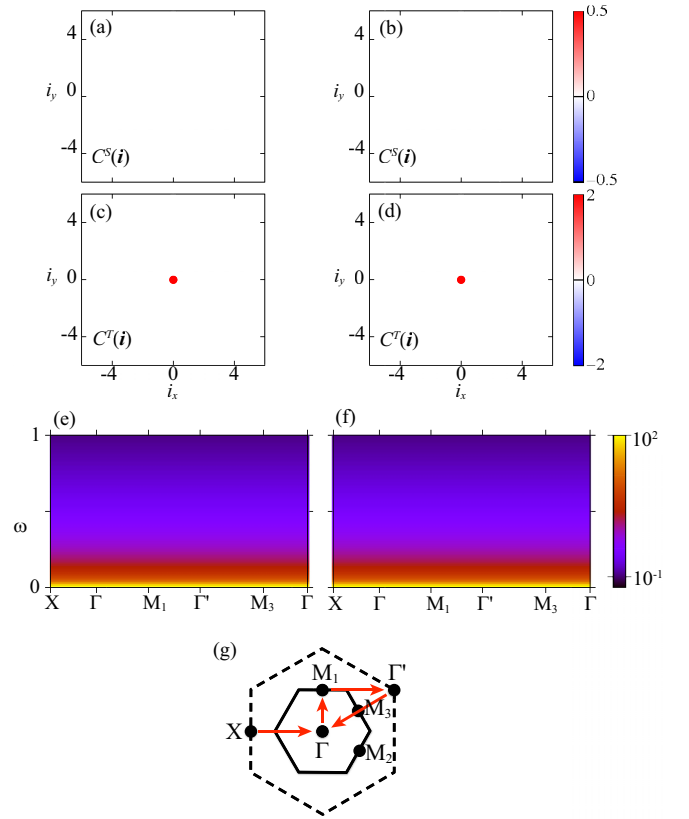 (a) (b) 0.5
4 4
i_y 0 i_y 0 0
-4 -4
C^S(i) C^S(i) -0.5
(c) (d) 2
4 4
i_y 0 i_y 0 0
-4 -4
C^T(i) C^T(i) -2
-4 0 4 -4 0 4
i_x i_x
(e) (f)
1 10^2
ω
0 10^-1
X Γ M_1 Γ' M_3 Γ X Γ M_1 Γ' M_3 Γ
(g)
M_1 Γ'
M_3
X Γ
M_2